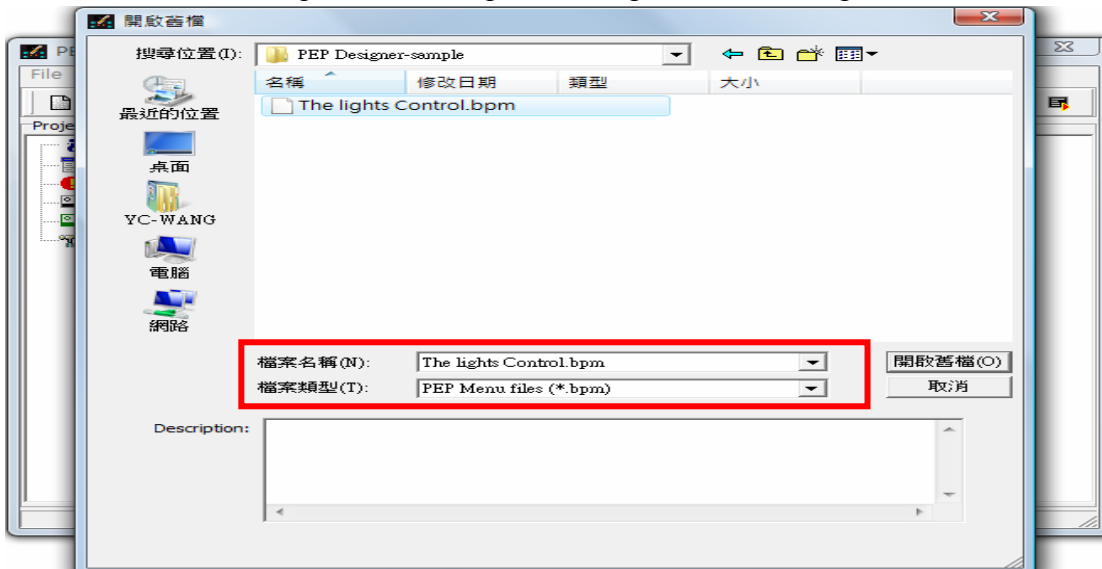 開啟舊檔
PE
File
Proje
搜尋位置(I):
PEP Designer-sample
名稱
修改日期
類型
大小
The lights Control.bpm
最近的位置
桌面
YC-WANG
電腦
網路
檔案名稱(N):
The lights Control.bpm
開啟舊檔(O)
檔案類型(T):
PEP Menu files (*.bpm)
取消
Description: